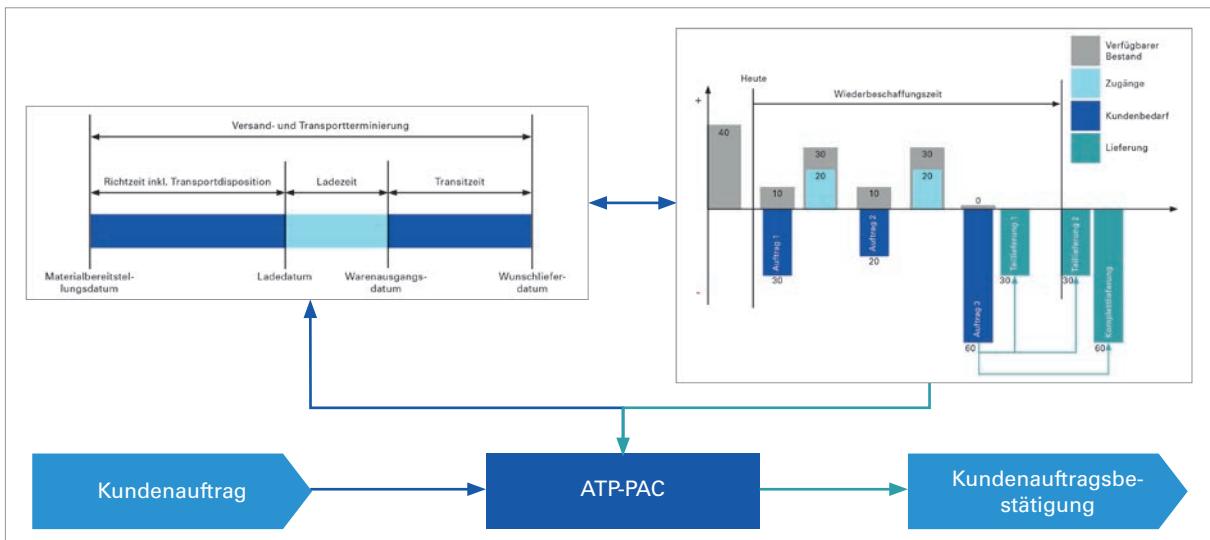 Versand- und Transportterminierung
Richtzeit inkl. Transportdisposition
Ladezeit
Transitzeit
Materialbereitstel-
lungsdatum
Ladedatum
Warenausgangs-
datum
Wunschliefer-
datum
Verfügbarer
Bestand
Zugänge
Kundenbedarf
Lieferung
Heute
Wiederbeschaffungszeit
+
-
40
10
30
20
10
30
20
0
Auftrag 1
30
Auftrag 2
20
Auftrag 3
60
Teillieferung 1
30
Teillieferung 2
30
Komplettlieferung
60
Kundenauftrag
ATP-PAC
Kundenauftragsbe-
stätigung